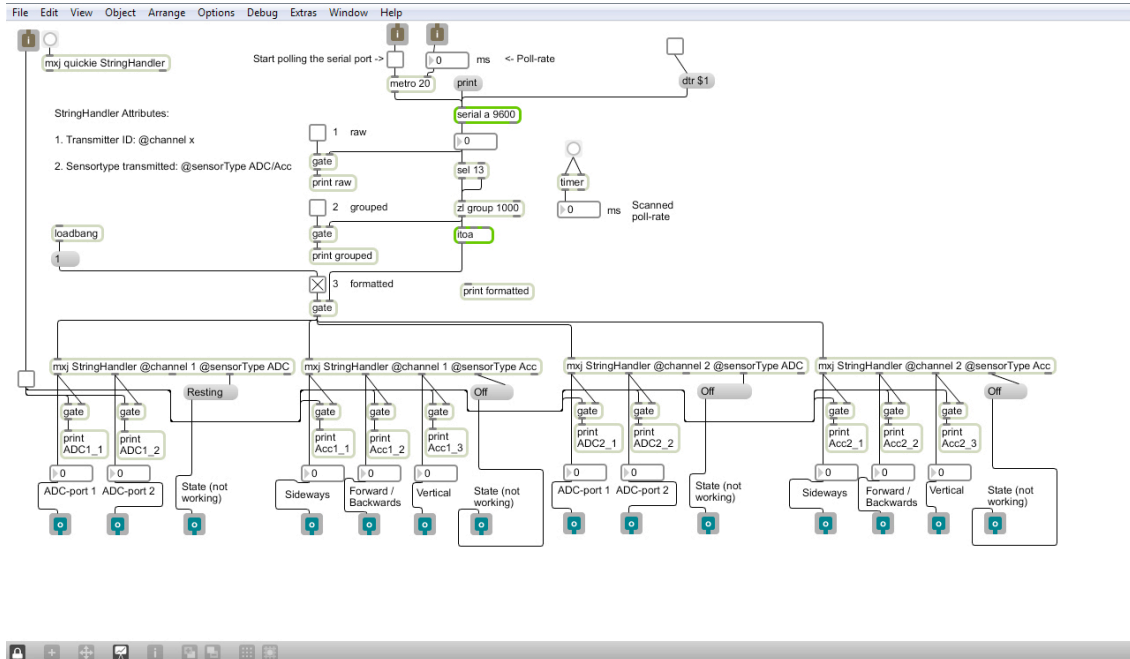 File Edit View Object Arrange Options Debug Extras Window Help
i
i
i
mxj quickie StringHandler
Start polling the serial port ->
0
ms
<- Poll-rate
metro 20
print
dtr $1
StringHandler Attributes:
1. Transmitter ID: @channel x
2. Sensortype transmitted: @sensorType ADC/Acc
serial a 9600
0
1 raw
gate
print raw
sel 13
timer
0
ms
Scanned
poll-rate
2 grouped
zl group 1000
gate
itoa
print grouped
loadbang
1
3 formatted
print formatted
gate
mxj StringHandler @channel 1 @sensorType ADC
mxj StringHandler @channel 1 @sensorType Acc
mxj StringHandler @channel 2 @sensorType ADC
mxj StringHandler @channel 2 @sensorType Acc
Resting
Off
Off
Off
gate gate gate gate gate gate gate gate gate gate
print
ADC1_1
print
ADC1_2
print
Acc1_1
print
Acc1_2
print
Acc1_3
print
ADC2_1
print
ADC2_2
print
Acc2_1
print
Acc2_2
print
Acc2_3
0 0 0 0 0 0 0 0 0 0
ADC-port 1
ADC-port 2
State (not
working)
Sideways
Forward /
Backwards
Vertical
State (not
working)
ADC-port 1
ADC-port 2
State (not
working)
Sideways
Forward /
Backwards
Vertical
State (not
working)
o o o o o o o o o o o o o o
i